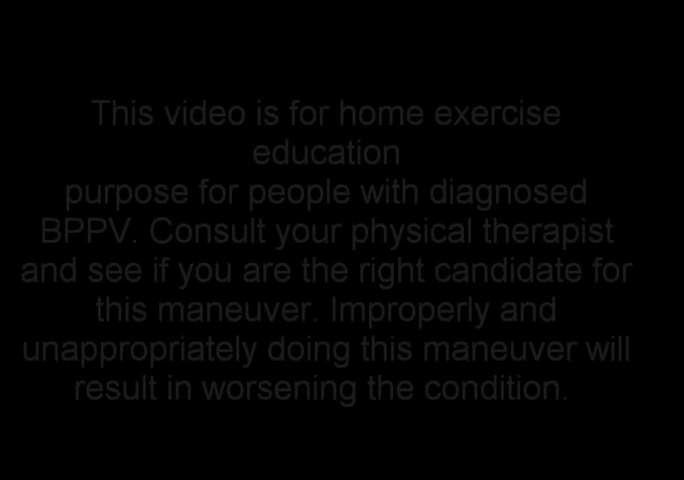 This video is for home exercise
education
purpose for people with diagnosed
BPPV. Consult your physical therapist
and see if you are the right candidate for
this maneuver. Improperly and
unappropriately doing this maneuver will
result in worsening the condition.